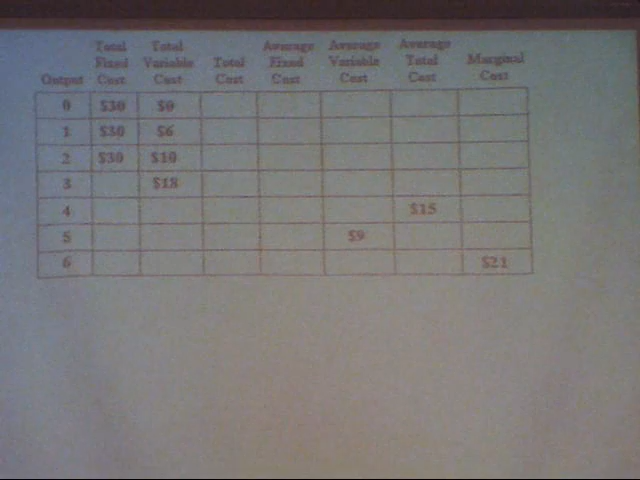 Total Total Average Average Average
Fixed Variable Total Fixed Variable Total Marginal
Output Cost Cost Cost Cost Cost Cost Cost
0 $30 $0
1 $30 $6
2 $30 $10
3 $18
4 $15
5 $9
6 $21